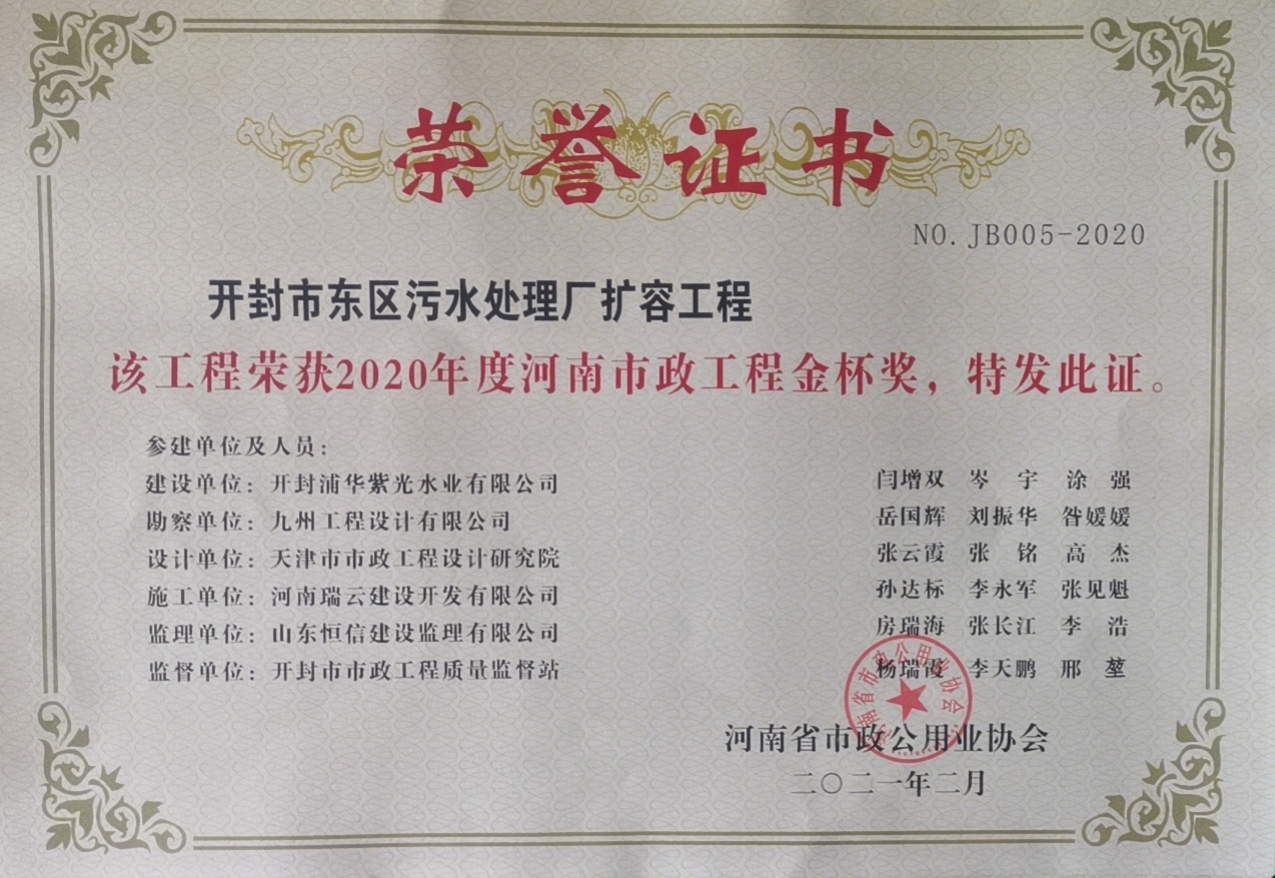 荣誉证书
NO. JB005-2020
开封市东区污水处理厂扩容工程
该工程荣获2020年度河南市政工程金杯奖，特发此证。
参建单位及人员：
建设单位：开封浦华紫光水业有限公司 闫增双 岑宇 涂强
勘察单位：九州工程设计有限公司 岳国辉 刘振华 昝媛媛
设计单位：天津市市政工程设计研究院 张云霞 张铭 高杰
施工单位：河南瑞云建设开发有限公司 孙达标 李永军 张见魁
监理单位：山东恒信建设监理有限公司 房瑞海 张长江 李浩
监督单位：开封市市政工程质量监督站 杨瑞霞 李天鹏 邢堃
河南省市政公用业协会
河南省市政公用业协会
二〇二一年二月